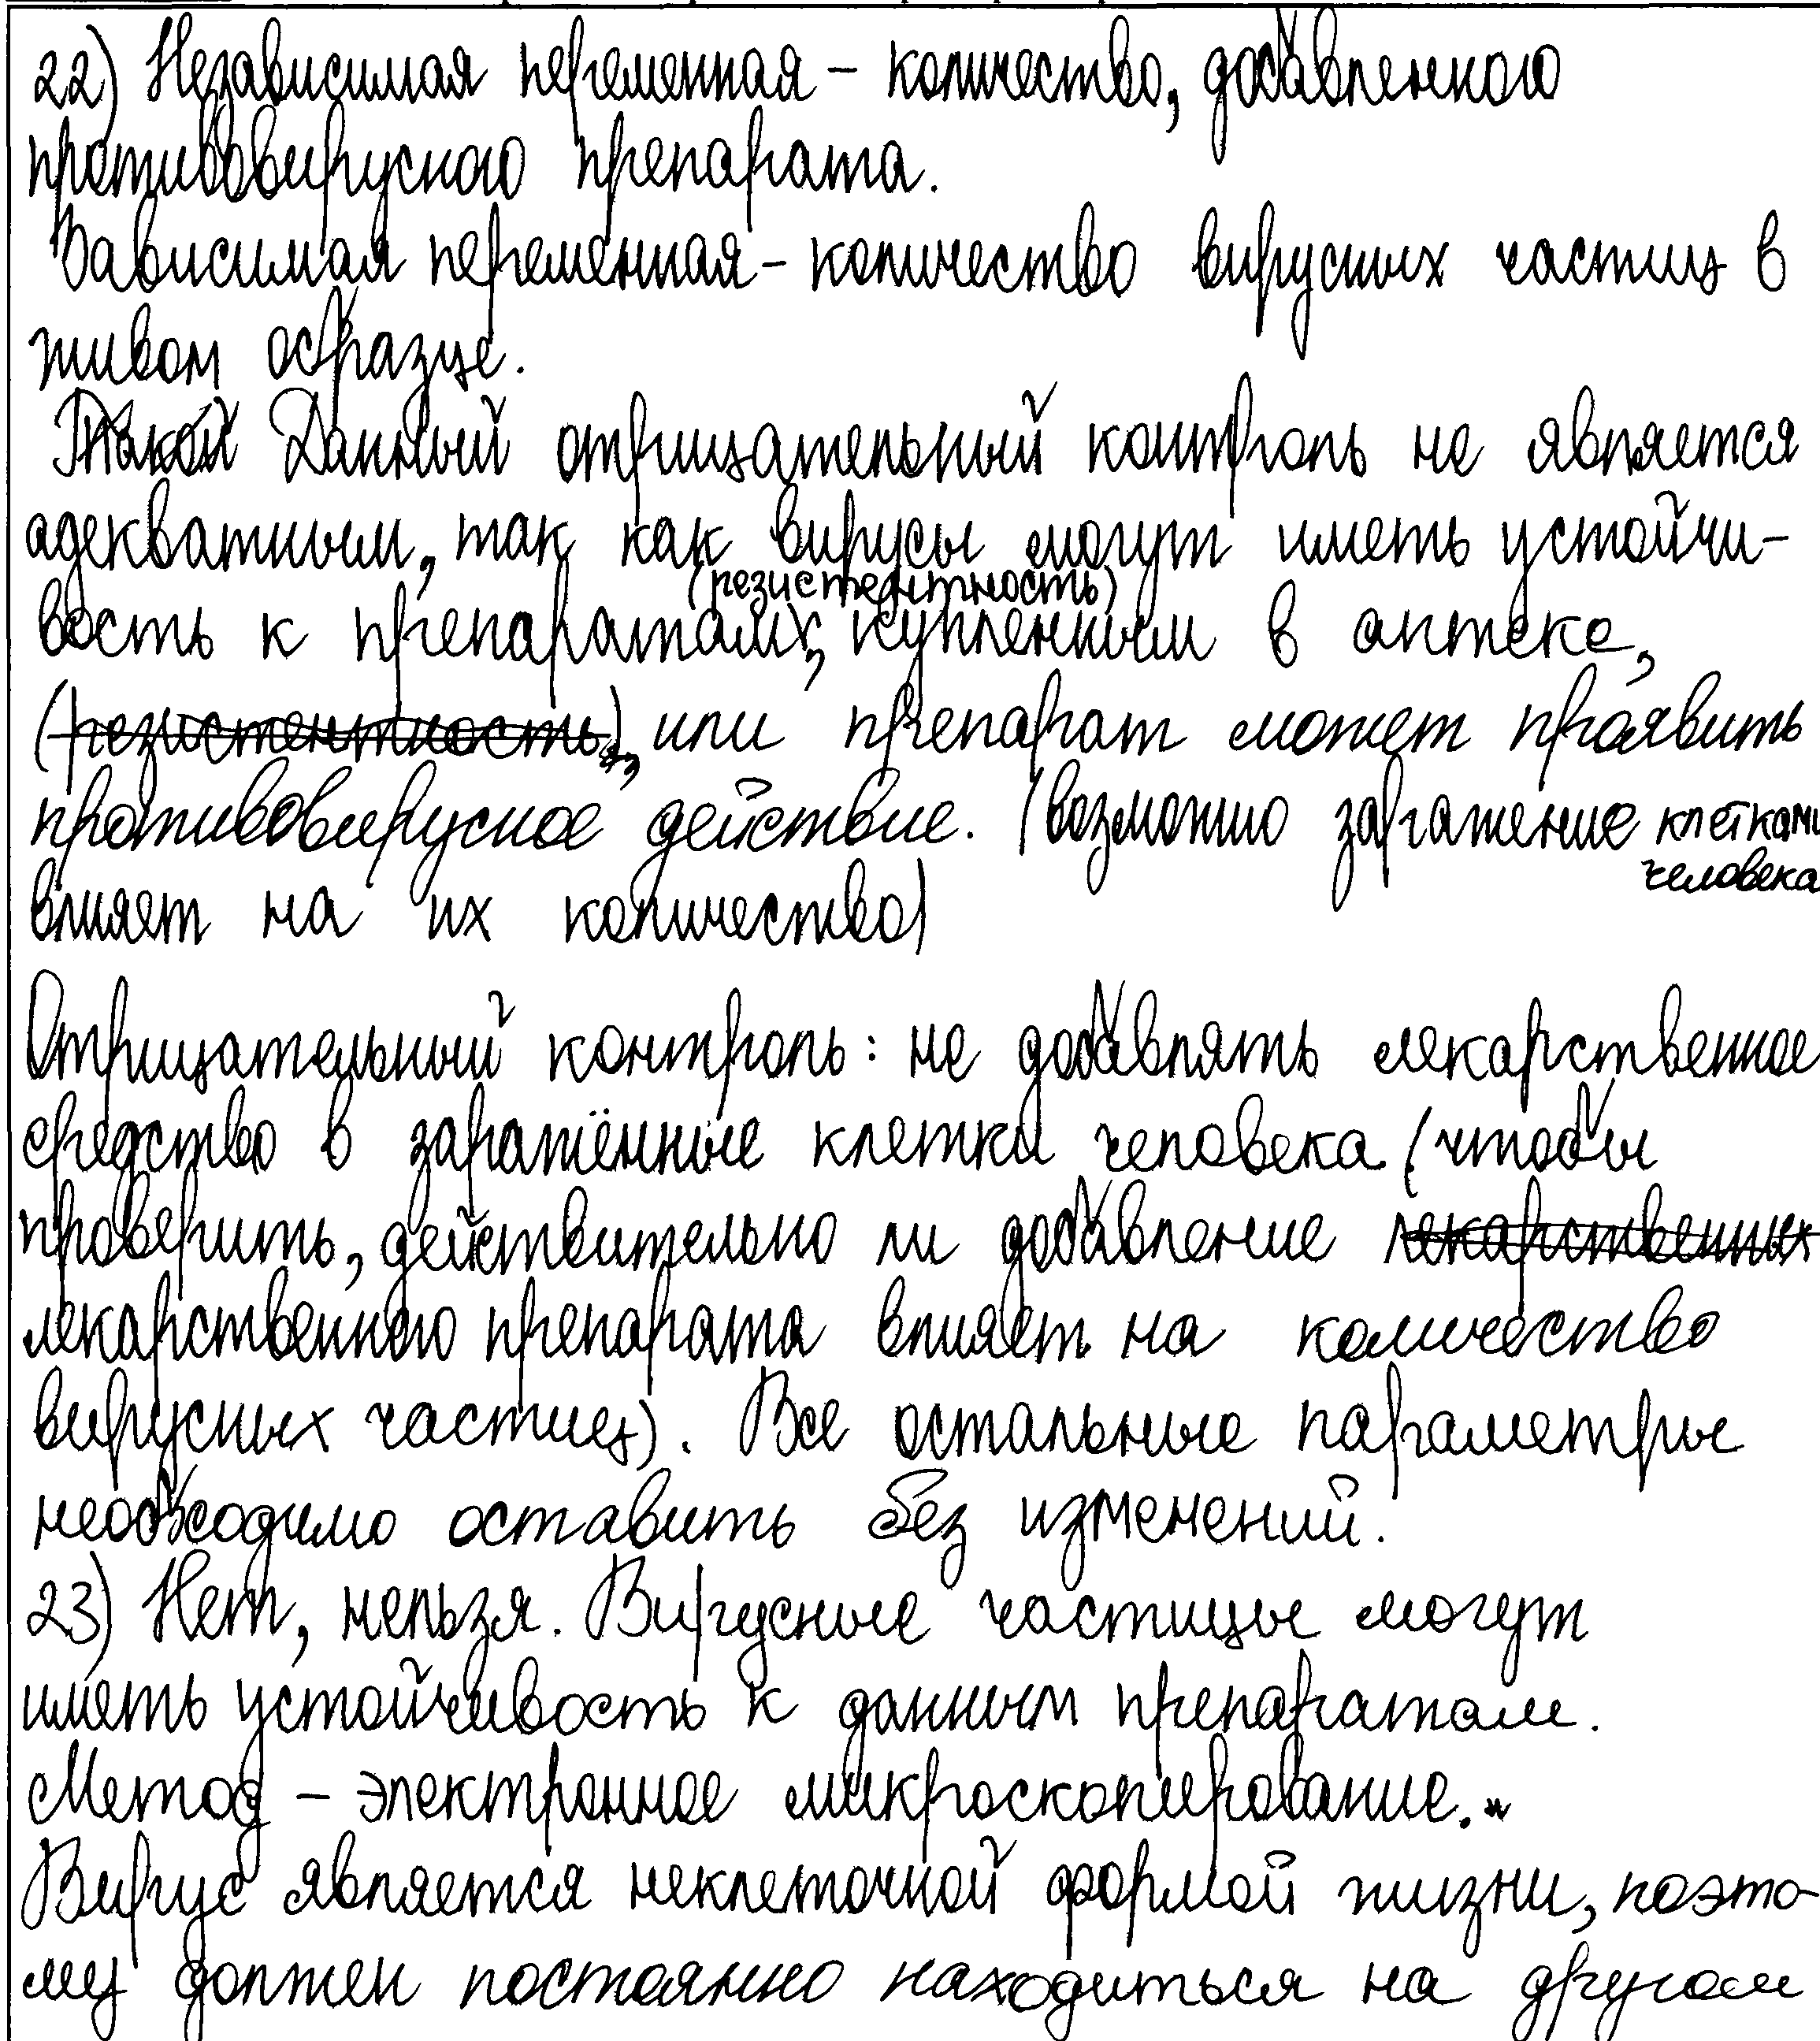 22) Независимая переменная – количество, добавленного
противовирусного препарата.
Зависимая переменная – количество вирусных частиц в
живом образце.
Такой Данный отрицательный контроль не является
адекватным, так как вирусы могут иметь устойчи-
(резистентность)
вость к препаратам, купленным в аптеке,
(резистентность), или препарат может проявить
противовирусное действие. (возможно заражение клетками
человека
влияет на их количество)
Отрицательный контроль: не добавлять лекарственное
средство в заражённые клетки человека (чтобы
проверить, действительно ли добавление лекарственных
лекарственного препарата влияет на количество
вирусных частиц). Все остальные параметры
необходимо оставить без изменений.
23) Нет, нельзя. Вирусные частицы могут
иметь устойчивость к данным препаратам.
Метод – электронное микроскопирование.
Вирус является неклеточной формой жизни, поэто-
му должен постоянно находиться на другом